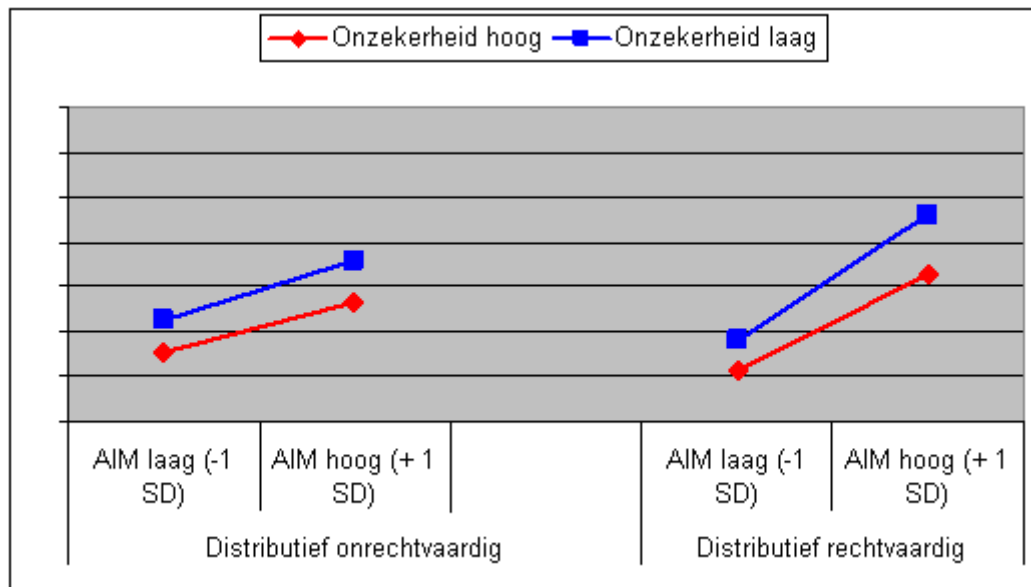 Onzekerheid hoog Onzekerheid laag
AIM laag (-1 SD) AIM hoog (+ 1 SD) AIM laag (-1 SD) AIM hoog (+ 1 SD)
Distributief onrechtvaardig Distributief rechtvaardig